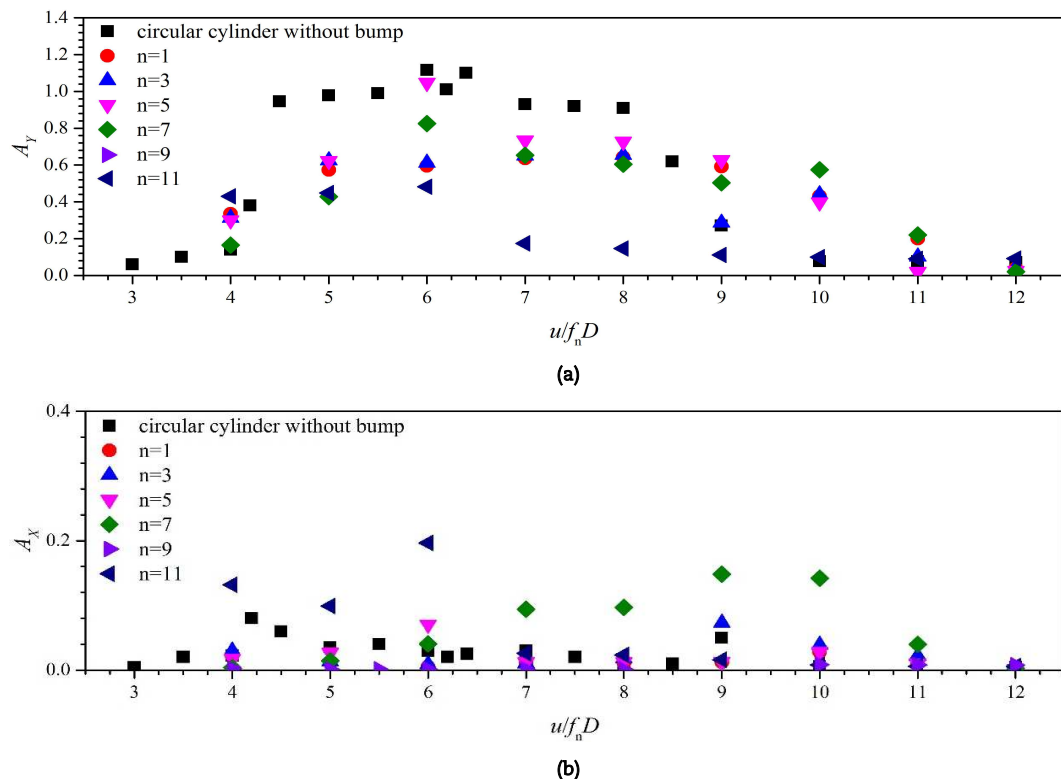 1.4
1.2
1.0
0.8
0.6
0.4
0.2
0.0
A_Y
circular cylinder without bump
n=1
n=3
n=5
n=7
n=9
n=11
3 4 5 6 7 8 9 10 11 12
u/f_nD
(a)
0.4
0.2
0.0
A_X
circular cylinder without bump
n=1
n=3
n=5
n=7
n=9
n=11
3 4 5 6 7 8 9 10 11 12
u/f_nD
(b)